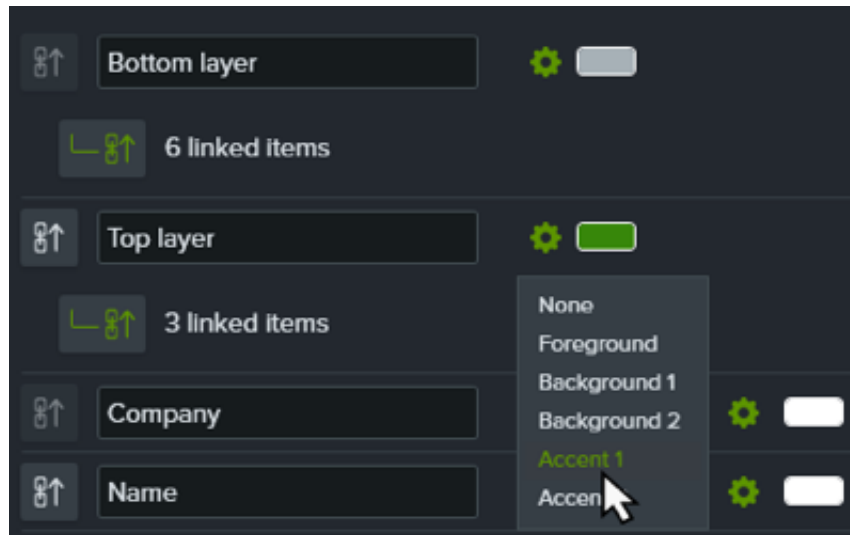 Bottom layer
6 linked items
Top layer
3 linked items
None
Foreground
Background 1
Background 2
Accent 1
Company
Name